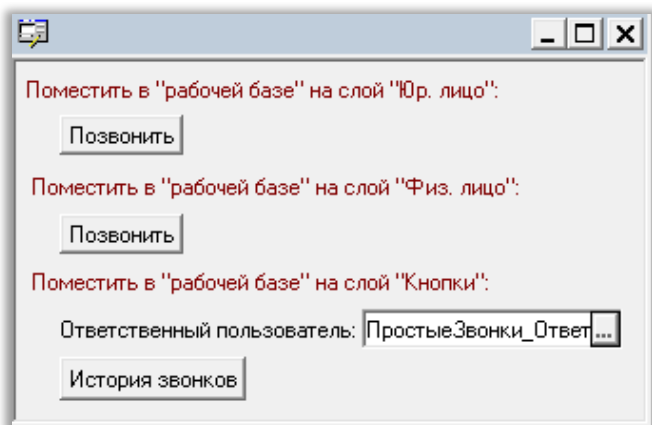 Поместить в "рабочей базе" на слой "Юр. лицо":
Позвонить
Поместить в "рабочей базе" на слой "Физ. лицо":
Позвонить
Поместить в "рабочей базе" на слой "Кнопки":
Ответственный пользователь: ПростыеЗвонки_Ответ...
История звонков